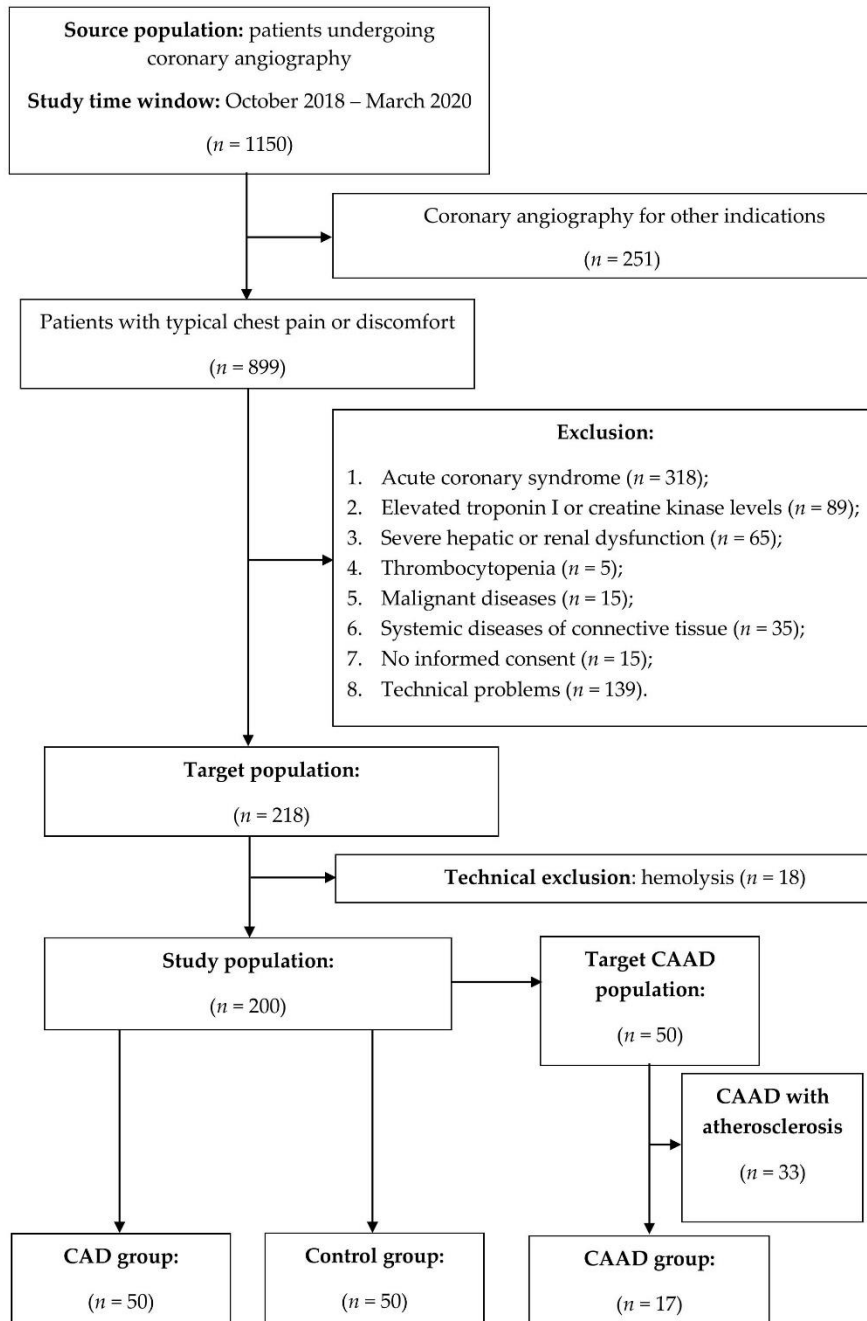 Source population: patients undergoing
coronary angiography
Study time window: October 2018 – March 2020
(n = 1150)
Coronary angiography for other indications
(n = 251)
Patients with typical chest pain or discomfort
(n = 899)
Exclusion:
1. Acute coronary syndrome (n = 318);
2. Elevated troponin I or creatine kinase levels (n = 89);
3. Severe hepatic or renal dysfunction (n = 65);
4. Thrombocytopenia (n = 5);
5. Malignant diseases (n = 15);
6. Systemic diseases of connective tissue (n = 35);
7. No informed consent (n = 15);
8. Technical problems (n = 139).
Target population:
(n = 218)
Technical exclusion: hemolysis (n = 18)
Study population:
(n = 200)
Target CAAD
population:
(n = 50)
CAAD with
atherosclerosis
(n = 33)
CAD group:
(n = 50)
Control group:
(n = 50)
CAAD group:
(n = 17)